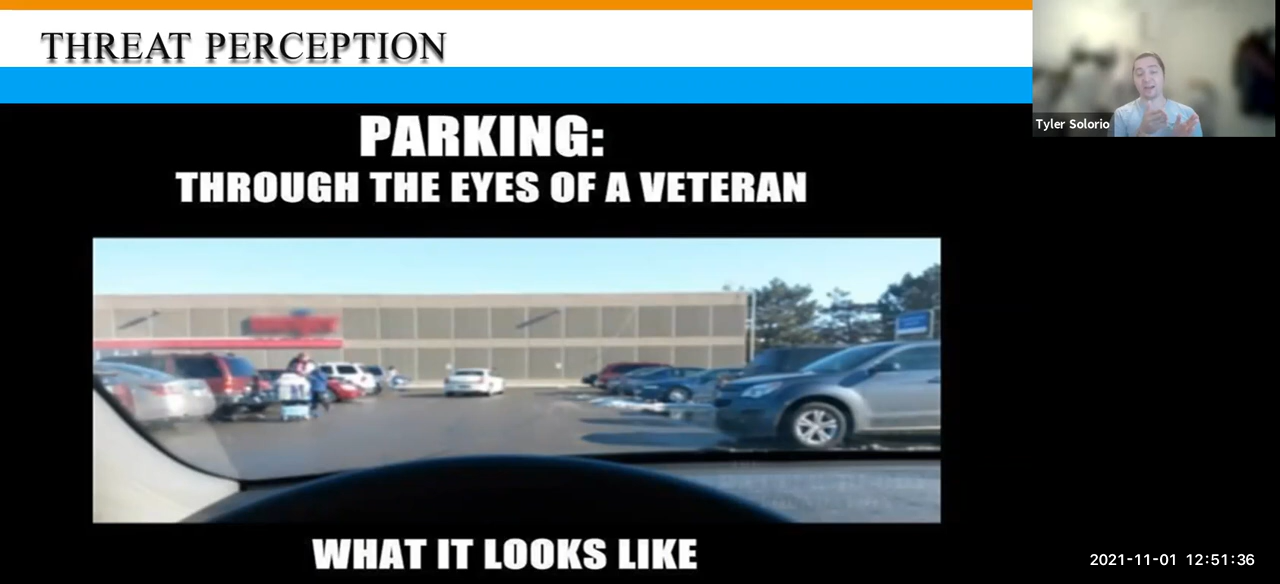 THREAT PERCEPTION
Tyler Solorio
PARKING:
THROUGH THE EYES OF A VETERAN
WHAT IT LOOKS LIKE
2021-11-01 12:51:36